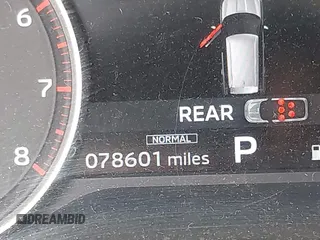 6
7
REAR
NORMAL
8
078601 miles P
DREAMBID